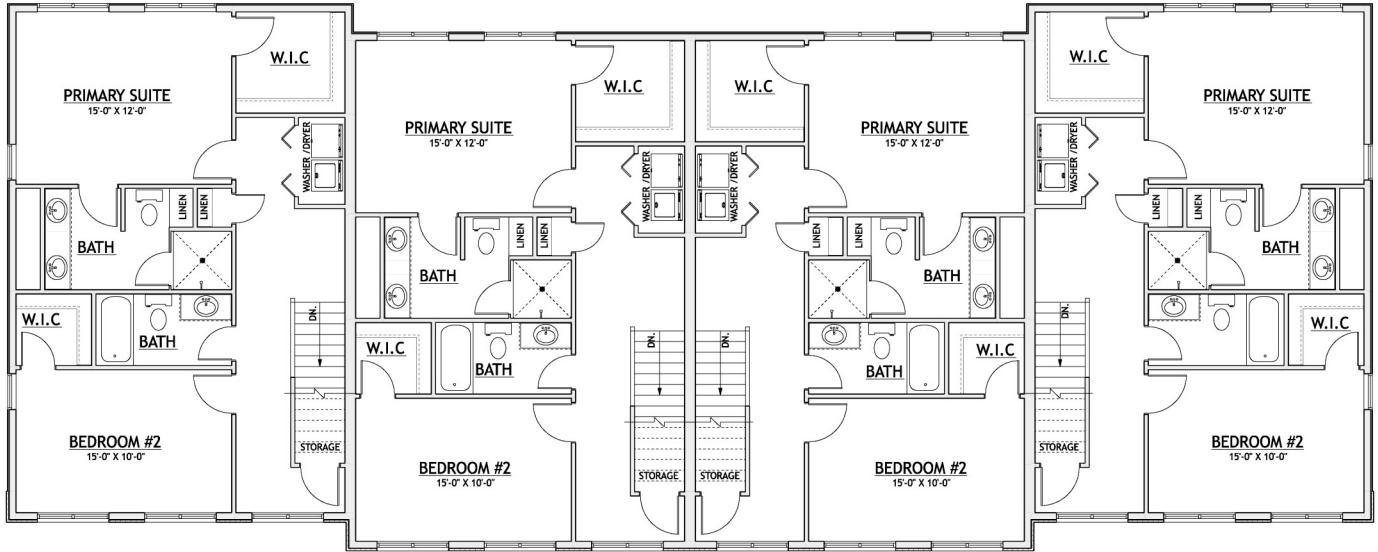 W.I.C
PRIMARY SUITE
15'-0" X 12'-0"
WASHER /DRYER
LINEN
LINEN
BATH
W.I.C
BATH
DN.
BEDROOM #2
15'-0" X 10'-0"
STORAGE
W.I.C
PRIMARY SUITE
15'-0" X 12'-0"
WASHER /DRYER
LINEN
LINEN
BATH
W.I.C
BATH
DN.
BEDROOM #2
15'-0" X 10'-0"
STORAGE
W.I.C
PRIMARY SUITE
15'-0" X 12'-0"
WASHER /DRYER
LINEN
LINEN
BATH
W.I.C
BATH
DN.
BEDROOM #2
15'-0" X 10'-0"
STORAGE
W.I.C
PRIMARY SUITE
15'-0" X 12'-0"
WASHER /DRYER
LINEN
LINEN
BATH
W.I.C
BATH
DN.
BEDROOM #2
15'-0" X 10'-0"
STORAGE